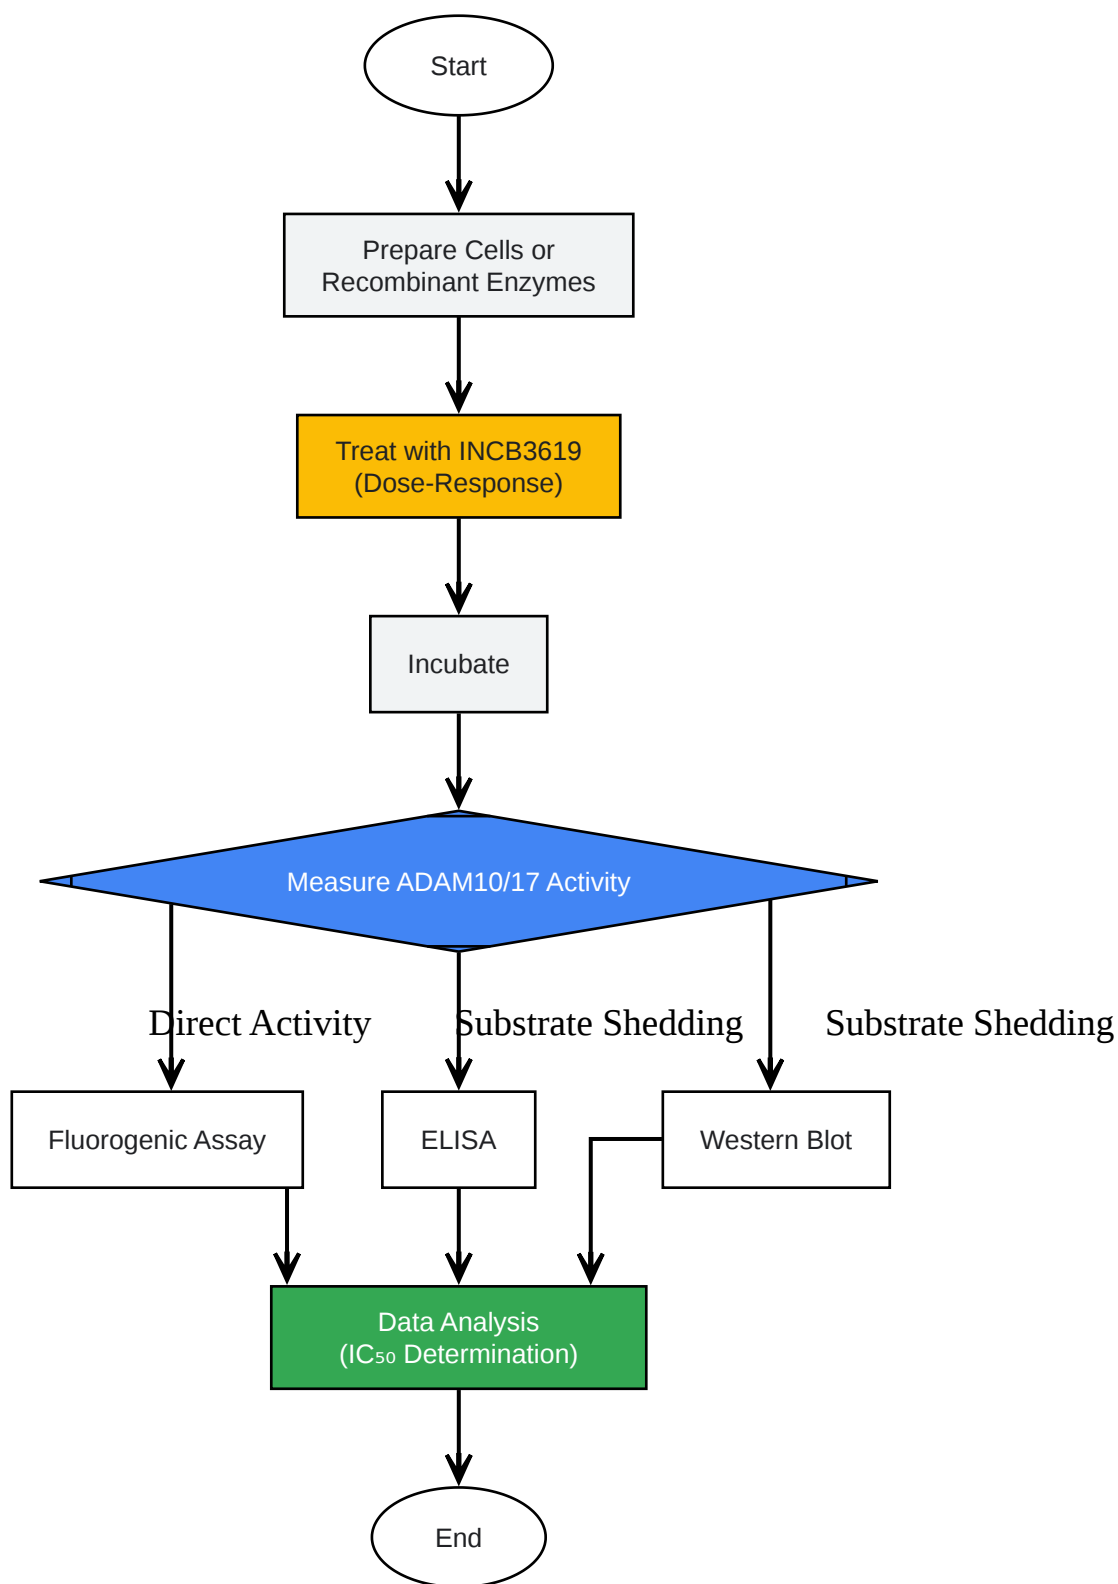 Start
Prepare Cells or
Recombinant Enzymes
Treat with INCB3619
(Dose-Response)
Incubate
Measure ADAM10/17 Activity
Direct Activity
Substrate Shedding
Substrate Shedding
Fluorogenic Assay
ELISA
Western Blot
Data Analysis
(IC₅₀ Determination)
End